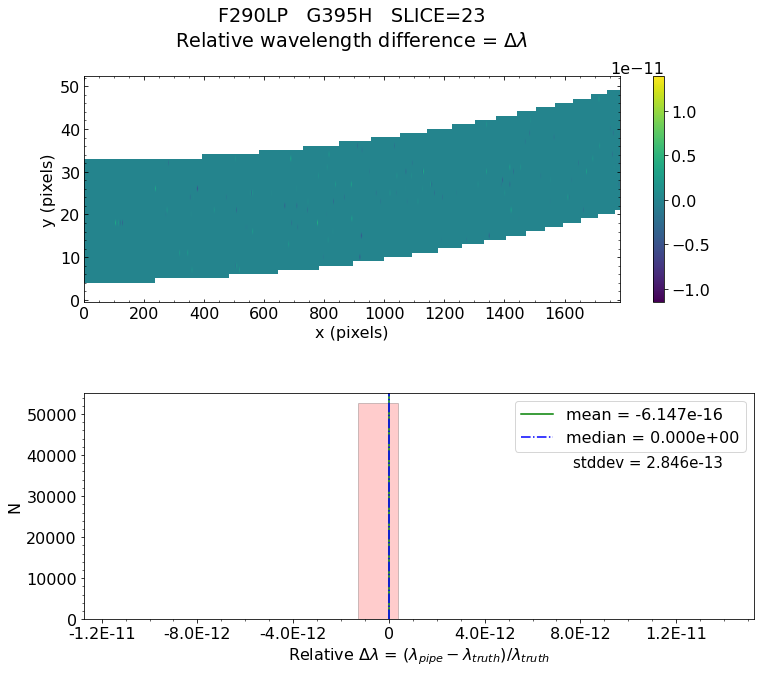 F290LP G395H SLICE=23
Relative wavelength difference = Δλ
1e−11
50
40
30
20
10
0
y (pixels)
0 200 400 600 800 1000 1200 1400 1600
x (pixels)
1.0
0.5
0.0
−0.5
−1.0
50000
40000
30000
20000
10000
0
N
mean = -6.147e-16
median = 0.000e+00
stddev = 2.846e-13
-1.2E-11 -8.0E-12 -4.0E-12 0 4.0E-12 8.0E-12 1.2E-11
Relative Δλ = (λpipe − λtruth)/λtruth